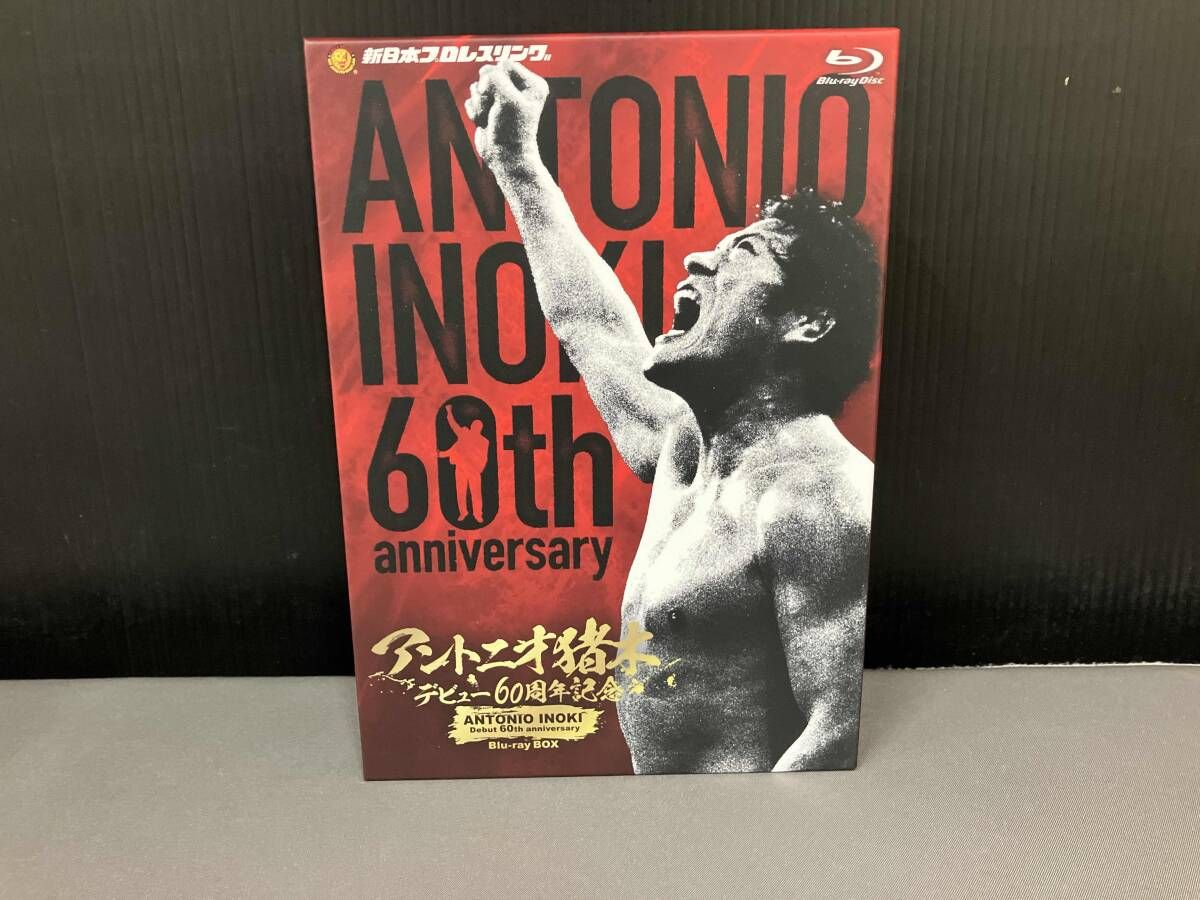 新日本プロレスリング
Blu-ray Disc
ANTONIO
INOKI
60th
anniversary
アントニオ猪木
デビュー60周年記念
ANTONIO INOKI
Debut 60th anniversary
Blu-ray BOX